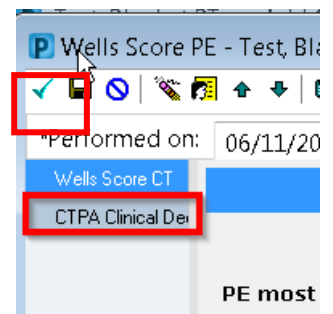 Wells Score PE - Test, Bla
*Performed on: 06/11/20
Wells Score CT
CTPA Clinical De
PE most